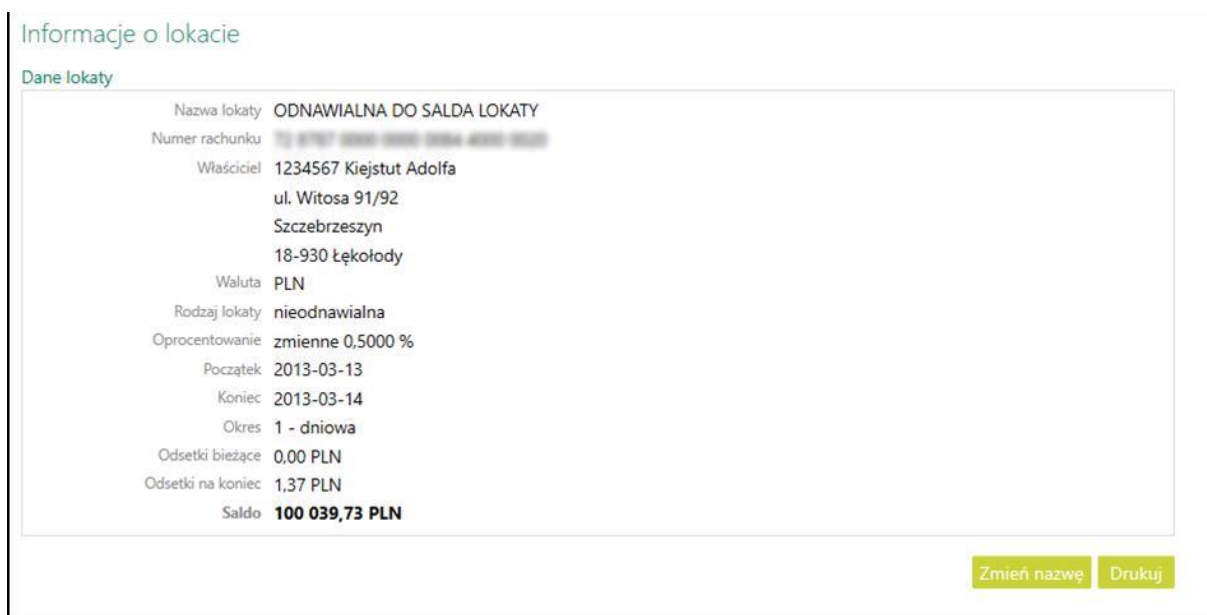 Informacje o lokacie
Dane lokaty
Nazwa lokaty ODNAWIALNA DO SALDA LOKATY
Numer rachunku
Właściciel 1234567 Kiejstut Adolfa
ul. Witosa 91/92
Szczebrzeszyn
18-930 Łękołody
Waluta PLN
Rodzaj lokaty nieodnawialna
Oprocentowanie zmienne 0,5000 %
Początek 2013-03-13
Koniec 2013-03-14
Okres 1 - dniowa
Odsetki bieżące 0,00 PLN
Odsetki na koniec 1,37 PLN
Saldo 100 039,73 PLN
Zmień nazwę Drukuj